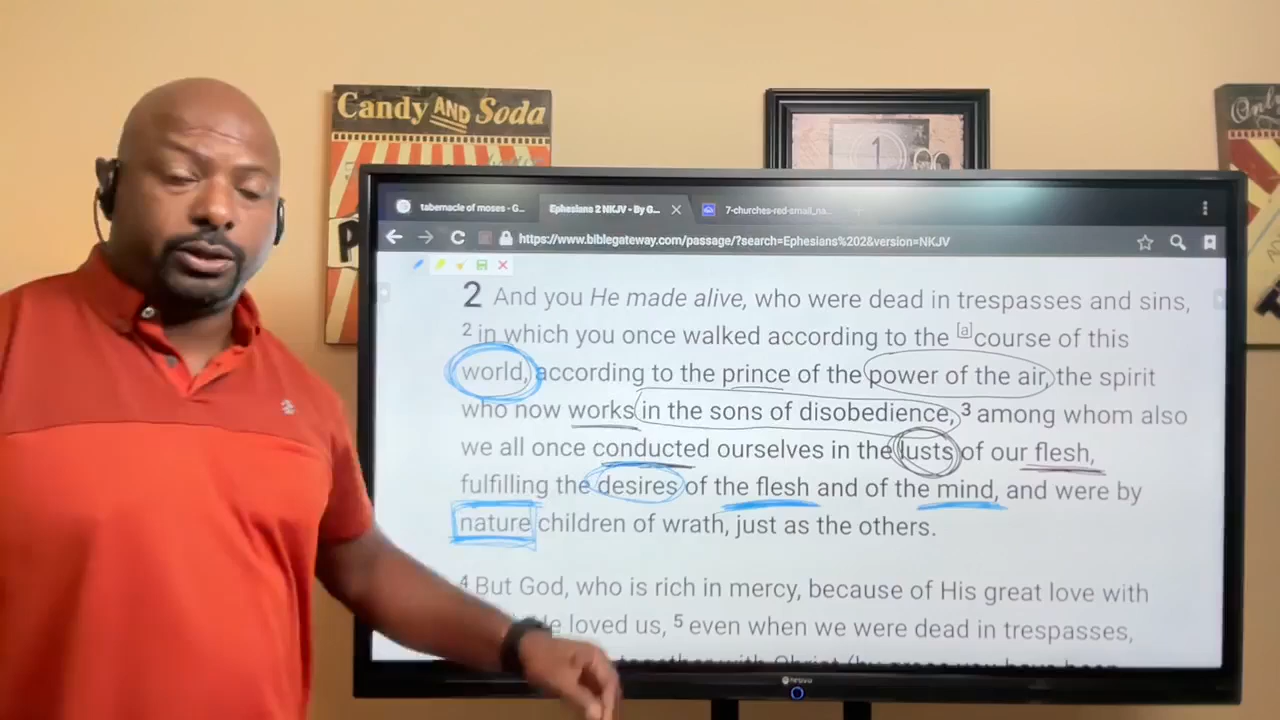 Candy AND Soda
Only
1
tabernacle of moses - G...
Ephesians 2 NKJV - By G...
7-churches-red-small_na...
https://www.biblegateway.com/passage/?search=Ephesians%202&version=NKJV
2 And you He made alive, who were dead in trespasses and sins,
2 in which you once walked according to the [a]course of this
world, according to the prince of the power of the air, the spirit
who now works in the sons of disobedience, 3 among whom also
we all once conducted ourselves in the lusts of our flesh,
fulfilling the desires of the flesh and of the mind, and were by
nature children of wrath, just as the others.
4 But God, who is rich in mercy, because of His great love with
He loved us, 5 even when we were dead in trespasses,